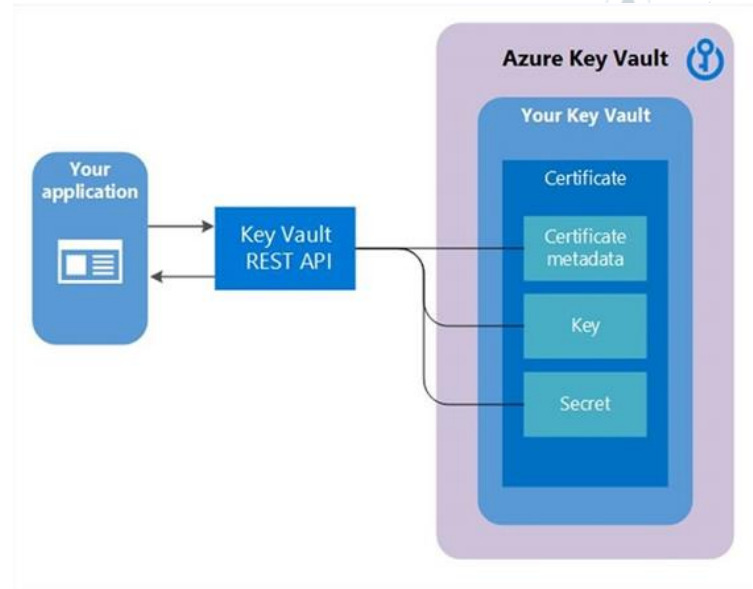 Azure Key Vault
Your Key Vault
Your
application
Key Vault
REST API
Certificate
Certificate
metadata
Key
Secret